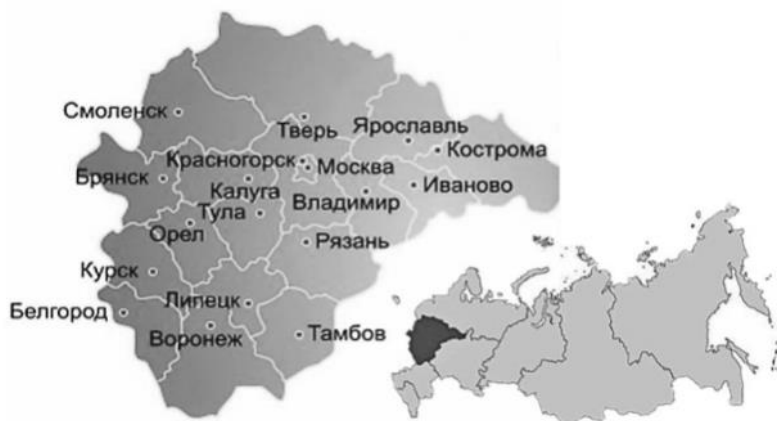 Смоленск
Тверь
Ярославль
Кострома
Красногорск
Москва
Брянск
Калуга
Владимир
Иваново
Тула
Орел
Рязань
Курск
Липецк
Белгород
Воронеж
Тамбов